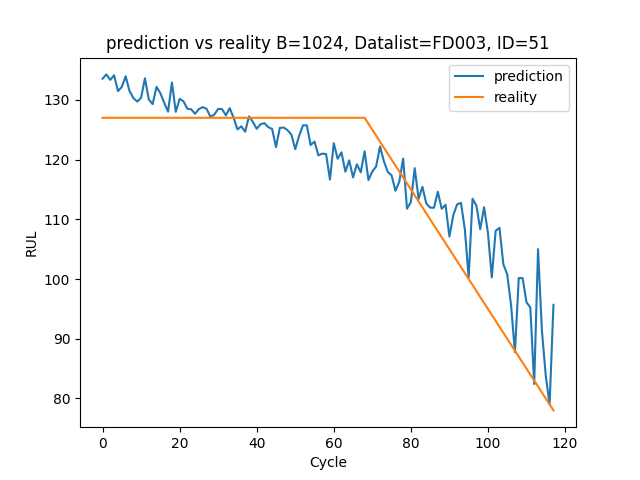 prediction vs reality B=1024, Datalist=FD003, ID=51
prediction
reality
130
120
110
100
90
80
RUL
0 20 40 60 80 100 120
Cycle